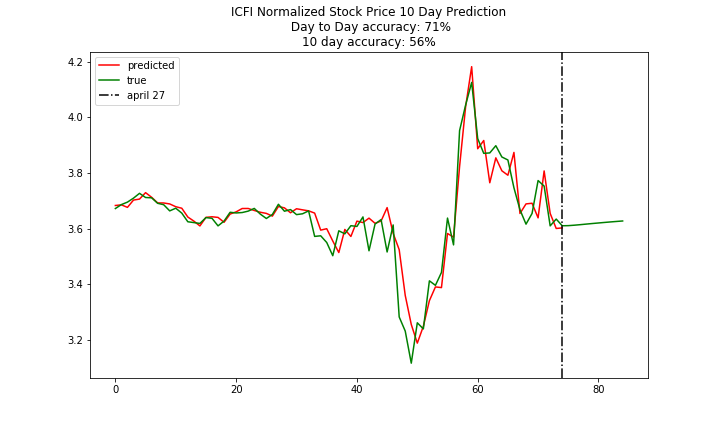 ICFI Normalized Stock Price 10 Day Prediction
Day to Day accuracy: 71%
10 day accuracy: 56%
predicted
true
april 27
4.2
4.0
3.8
3.6
3.4
3.2
0 20 40 60 80